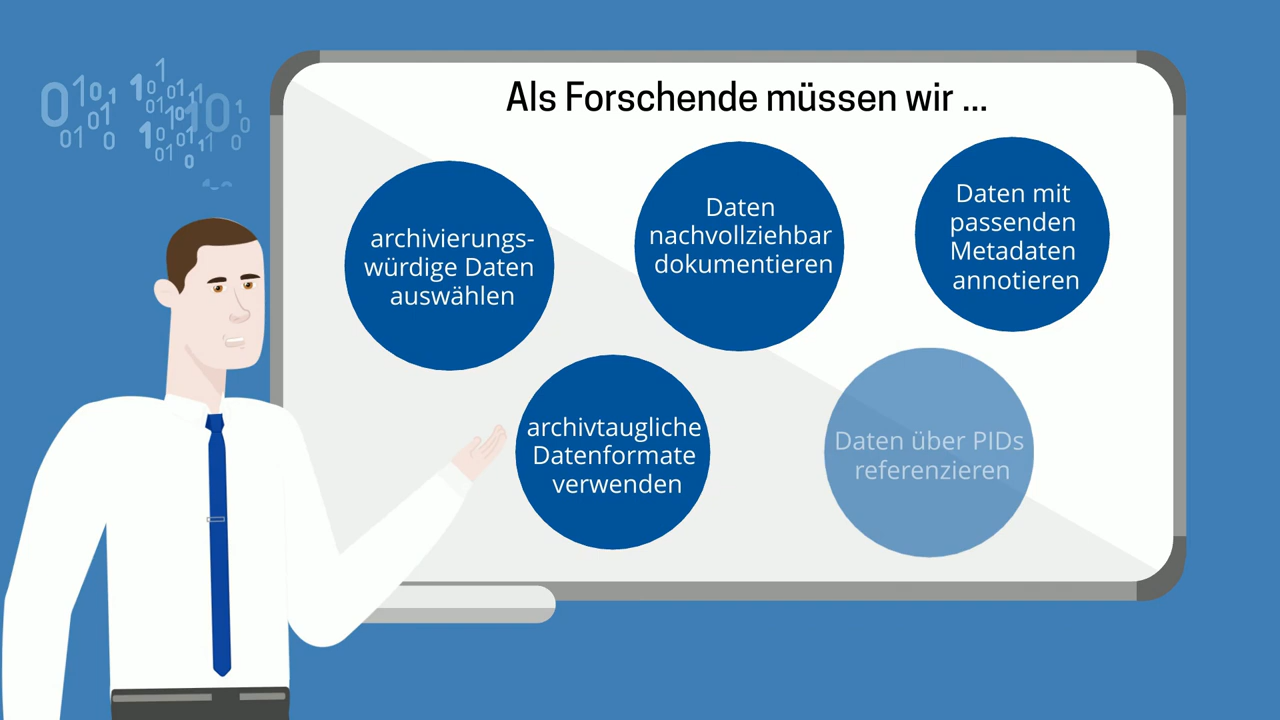 Als Forschende müssen wir ...
archivierungs-
würdige Daten
auswählen
Daten
nachvollziehbar
dokumentieren
Daten mit
passenden
Metadaten
annotieren
archivtaugliche
Datenformate
verwenden
Daten über PIDs
referenzieren